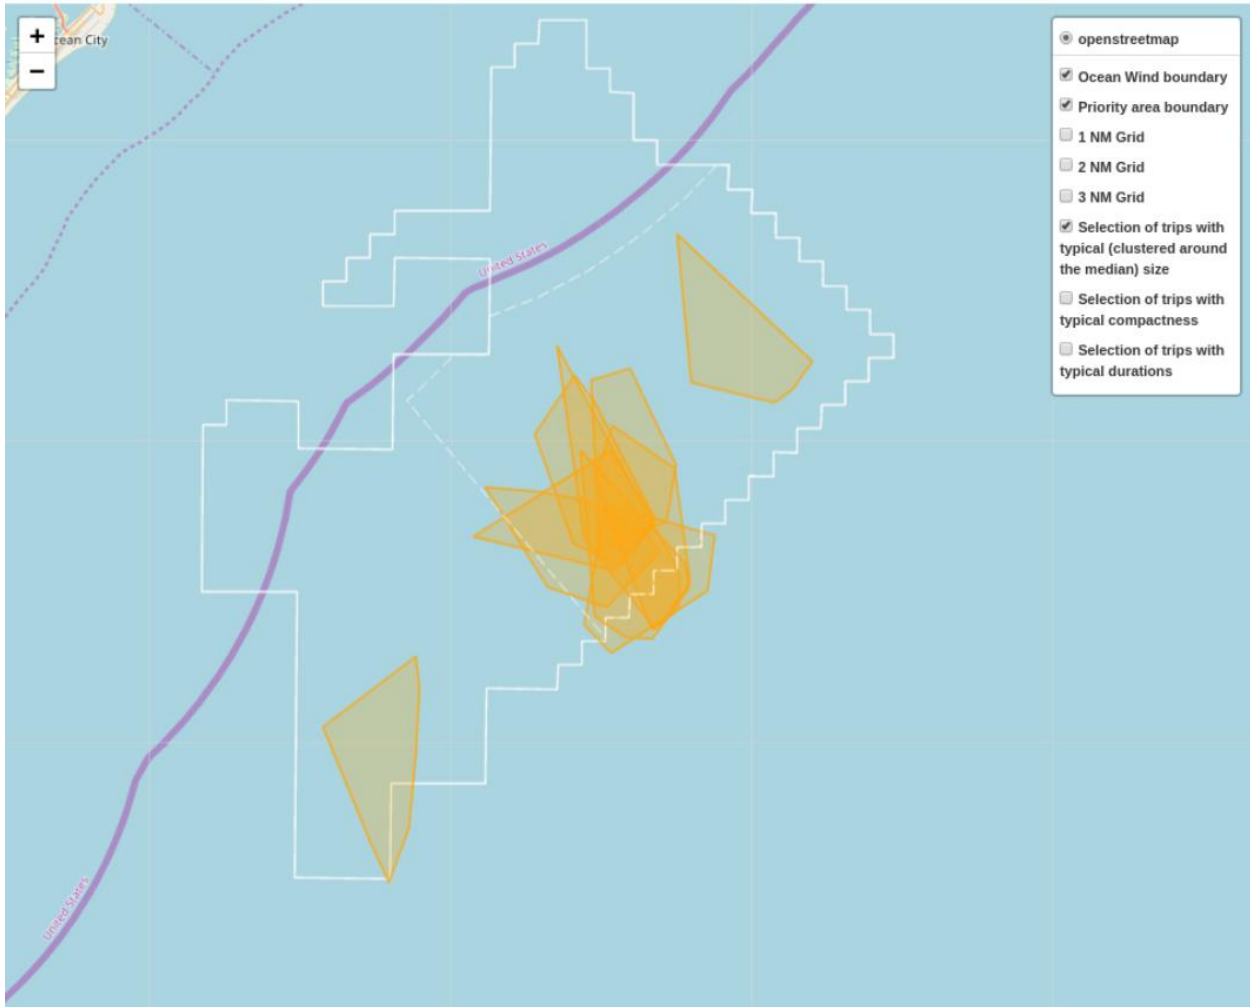 +
cean City
−
openstreetmap
Ocean Wind boundary
Priority area boundary
1 NM Grid
2 NM Grid
3 NM Grid
Selection of trips with
typical (clustered around
the median) size
Selection of trips with
typical compactness
Selection of trips with
typical durations
United States
United States